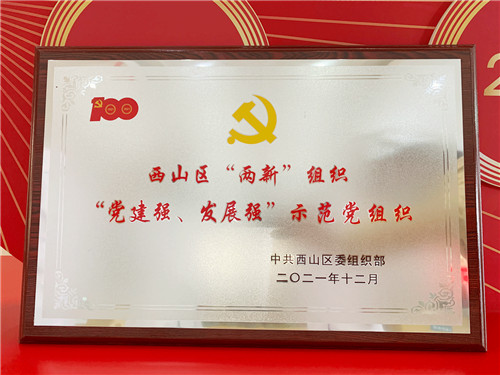 100
2
西山区“两新”组织
“党建强、发展强”示范党组织
中共西山区委组织部
二〇二一年十二月